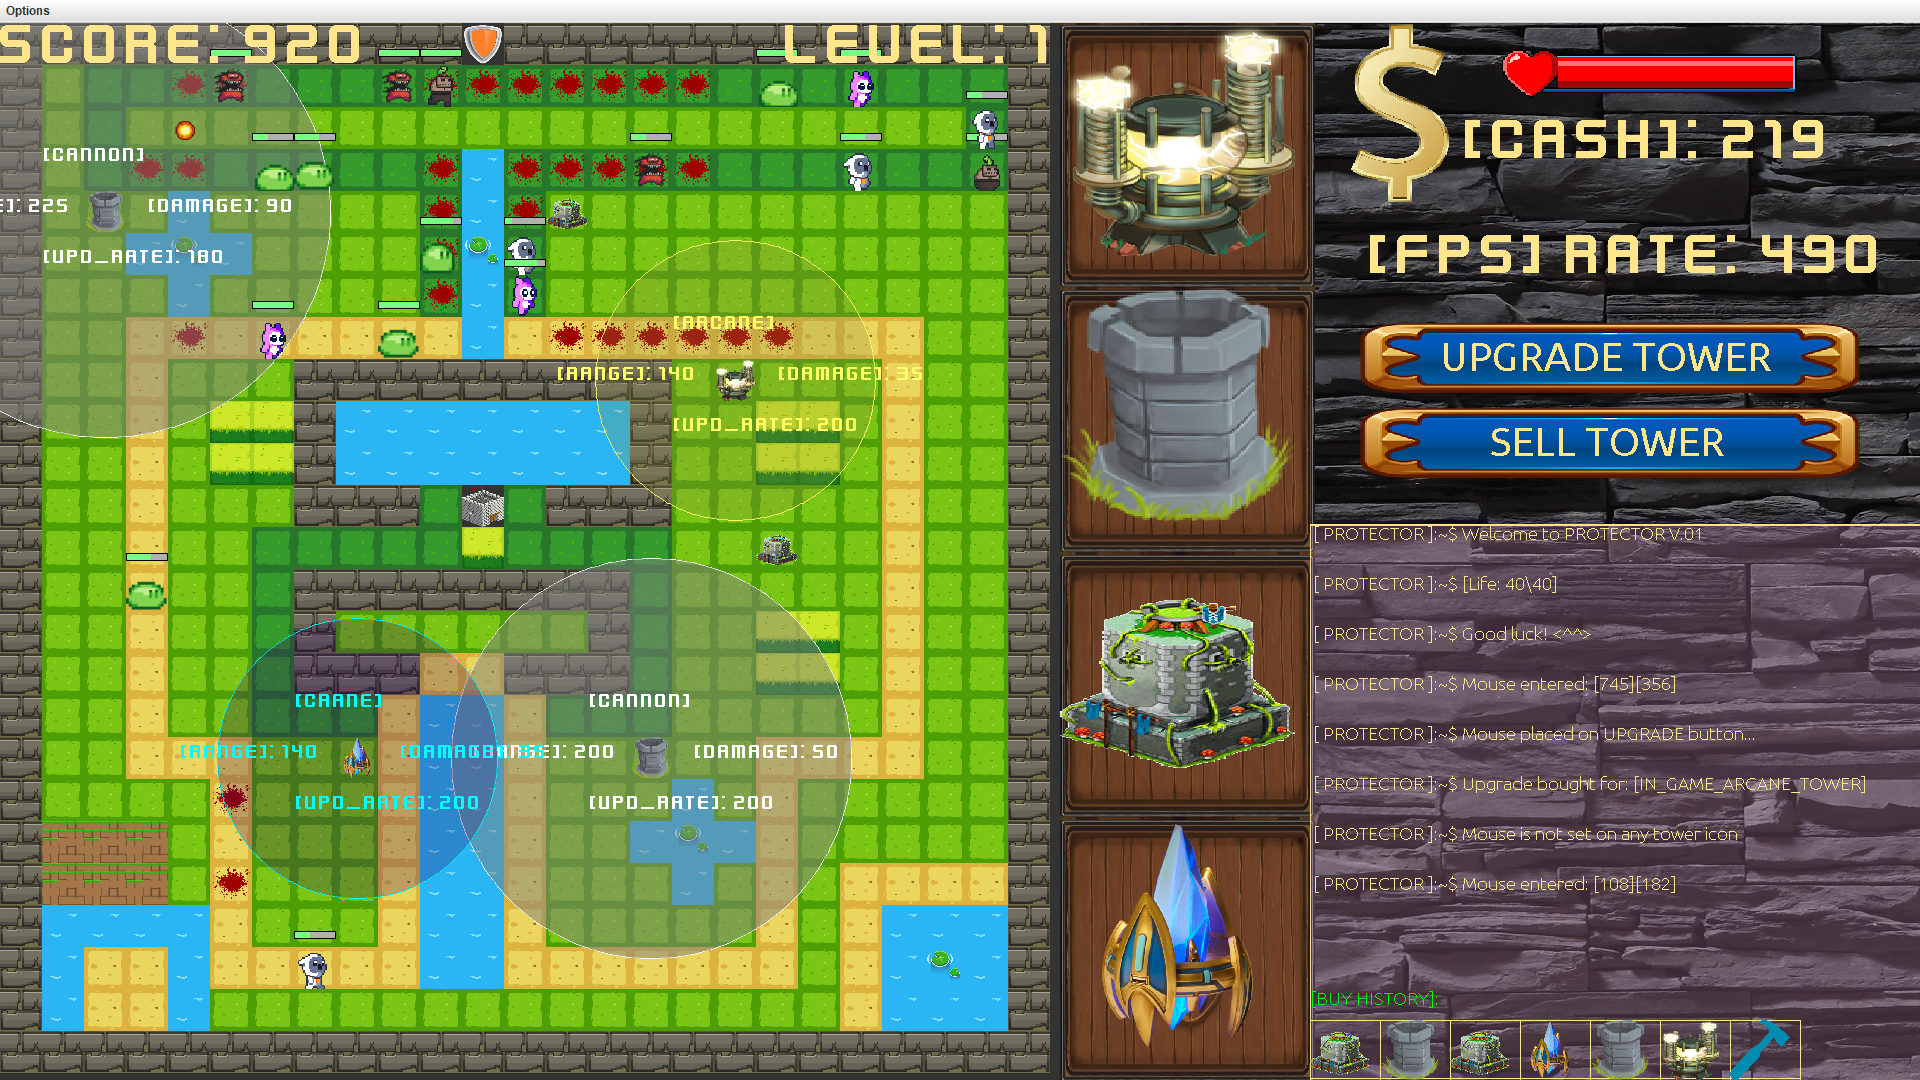 Options
SCORE: 920
LEVEL: 1
[CASH]: 219
[FPS] RATE: 490
UPGRADE TOWER
SELL TOWER
[CANNON]
]: 225
[DAMAGE]: 90
[UPD_RATE]: 180
[ARCANE]
[RANGE]: 140
[DAMAGE]: 35
[UPD_RATE]: 200
[CRANE]
[RANGE]: 140
[UPD_RATE]: 200
[CANNON]
]: 200
[DAMAGE]: 50
[UPD_RATE]: 200
[ PROTECTOR ]:~$ Welcome to PROTECTOR V.01
[ PROTECTOR ]:~$ [Life: 40\40]
[ PROTECTOR ]:~$ Good luck! <^^>
[ PROTECTOR ]:~$ Mouse entered: [745][356]
[ PROTECTOR ]:~$ Mouse placed on UPGRADE button...
[ PROTECTOR ]:~$ Upgrade bought for: [IN_GAME_ARCANE_TOWER]
[ PROTECTOR ]:~$ Mouse is not set on any tower icon
[ PROTECTOR ]:~$ Mouse entered: [108][182]
[BUY HISTORY]: